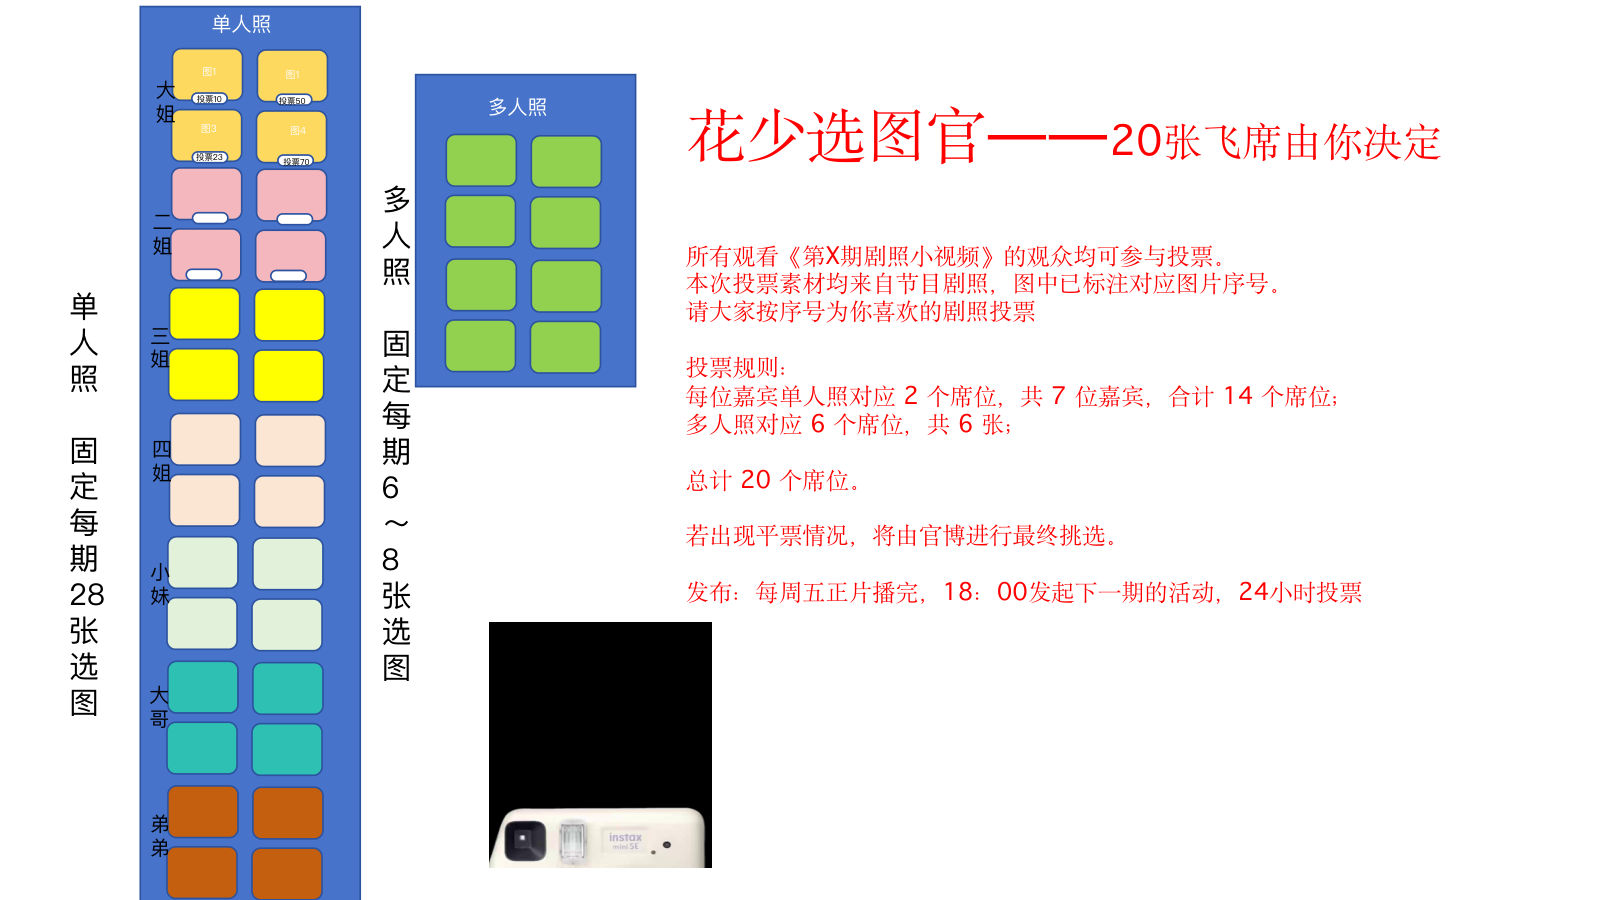 单人照
图1
图1
投票10
投票50
大姐
图3
图4
投票23
投票70
二姐
三姐
四姐
小妹
大哥
弟弟
单人照 固定每期28张选图
多人照
多人照 固定每期6~8张选图
花少选图官——20张飞席由你决定
所有观看《第X期剧照小视频》的观众均可参与投票。
本次投票素材均来自节目剧照，图中已标注对应图片序号。
请大家按序号为你喜欢的剧照投票
投票规则：
每位嘉宾单人照对应 2 个席位，共 7 位嘉宾，合计 14 个席位；
多人照对应 6 个席位，共 6 张；
总计 20 个席位。
若出现平票情况，将由官博进行最终挑选。
发布：每周五正片播完，18：00发起下一期的活动，24小时投票
instax
mini SE